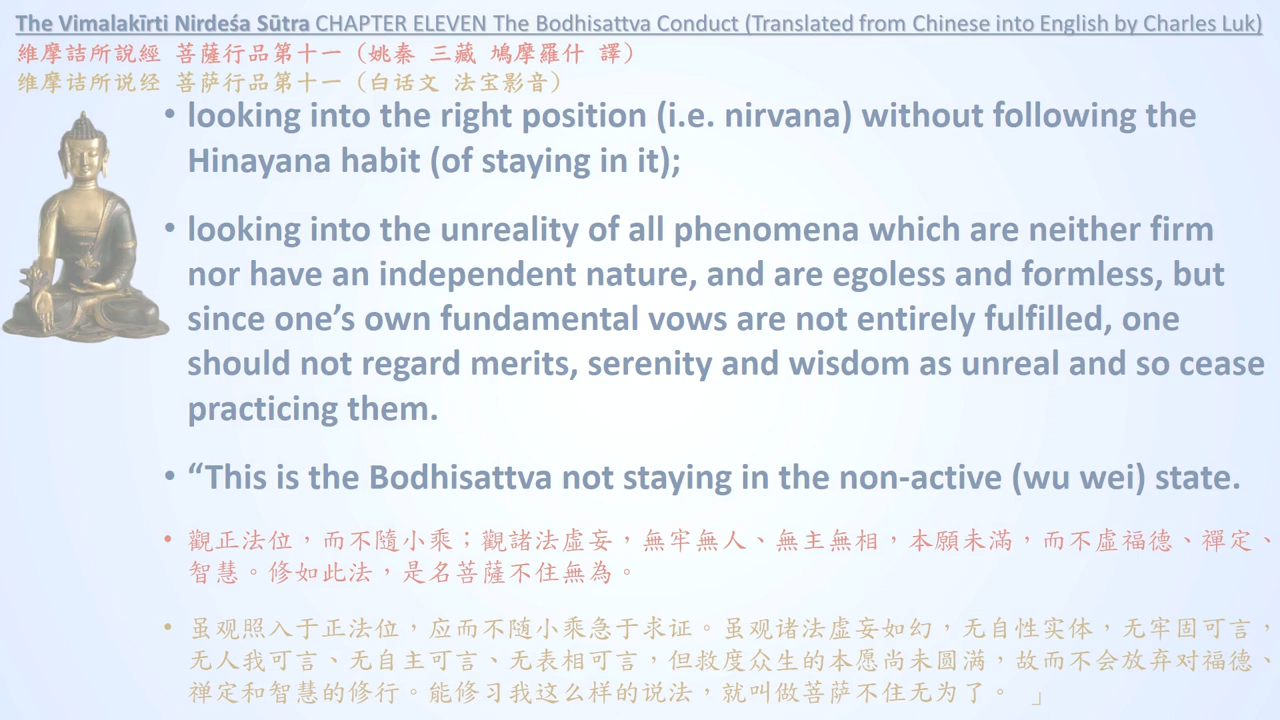 The Vimalakīrti Nirdeśa Sūtra CHAPTER ELEVEN The Bodhisattva Conduct (Translated from Chinese into English by Charles Luk)
維摩詰所說經 菩薩行品第十一（姚秦 三藏 鳩摩羅什 譯）
维摩诘所说经 菩萨行品第十一（白话文 法宝影音）
• looking into the right position (i.e. nirvana) without following the
Hinayana habit (of staying in it);
• looking into the unreality of all phenomena which are neither firm
nor have an independent nature, and are egoless and formless, but
since one’s own fundamental vows are not entirely fulfilled, one
should not regard merits, serenity and wisdom as unreal and so cease
practicing them.
• “This is the Bodhisattva not staying in the non-active (wu wei) state.
• 觀正法位，而不隨小乘；觀諸法虛妄，無牢無人、無主無相，本願未滿，而不虛福德、禪定、
智慧。修如此法，是名菩薩不住無為。
• 虽观照入于正法位，应而不随小乘急于求证。虽观诸法虚妄如幻，无自性实体，无牢固可言，
无人我可言、无自主可言、无表相可言，但救度众生的本愿尚未圆满，故而不会放弃对福德、
禅定和智慧的修行。能修习我这么样的说法，就叫做菩萨不住无为了。 」